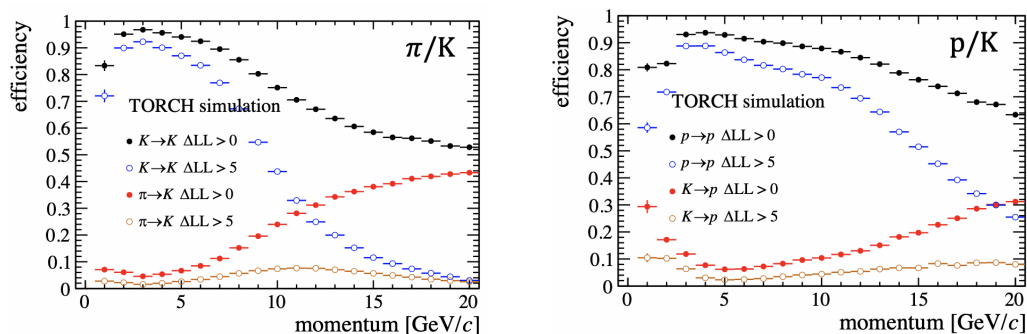 efficiency
1
0.9
0.8
0.7
0.6
0.5
0.4
0.3
0.2
0.1
0
π/K
TORCH simulation
K→K ΔLL > 0
K→K ΔLL > 5
π→K ΔLL > 0
π→K ΔLL > 5
0 5 10 15 20
momentum [GeV/c]
efficiency
1
0.9
0.8
0.7
0.6
0.5
0.4
0.3
0.2
0.1
0
p/K
TORCH simulation
p→p ΔLL > 0
p→p ΔLL > 5
K→p ΔLL > 0
K→p ΔLL > 5
0 5 10 15 20
momentum [GeV/c]